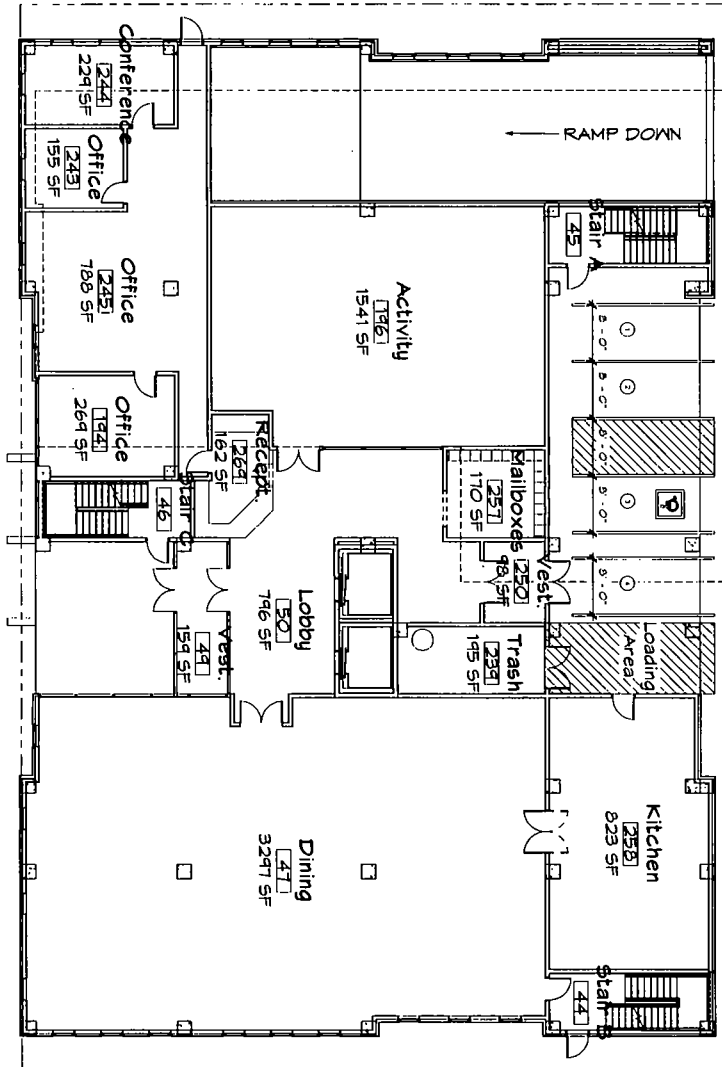 Conference
244
229 SF
Office
243
155 SF
RAMP DOWN
Stair A
45
Office
245
788 SF
Activity
196
1541 SF
8'-0"
1
8'-0"
2
8'-0"
8'-0"
3
8'-0"
4
Office
194
269 SF
Recept.
269
162 SF
Mailboxes
257
170 SF
Stair C
46
Vest.
250
98 SF
Lobby
50
796 SF
Vest.
49
159 SF
Trash
239
195 SF
Loading
Area
Kitchen
258
823 SF
Dining
47
3297 SF
Stair
44